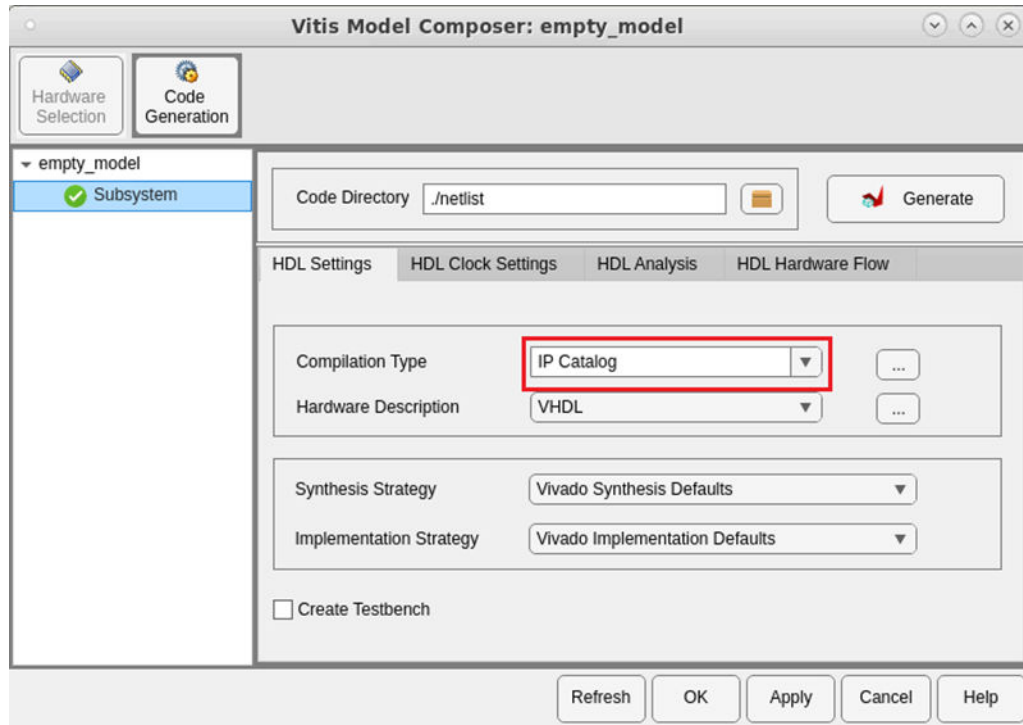 Vitis Model Composer: empty_model
Hardware
Selection
Code
Generation
empty_model
Subsystem
Code Directory ./netlist
Generate
HDL Settings HDL Clock Settings HDL Analysis HDL Hardware Flow
Compilation Type IP Catalog ...
Hardware Description VHDL ...
Synthesis Strategy Vivado Synthesis Defaults
Implementation Strategy Vivado Implementation Defaults
Create Testbench
Refresh OK Apply Cancel Help